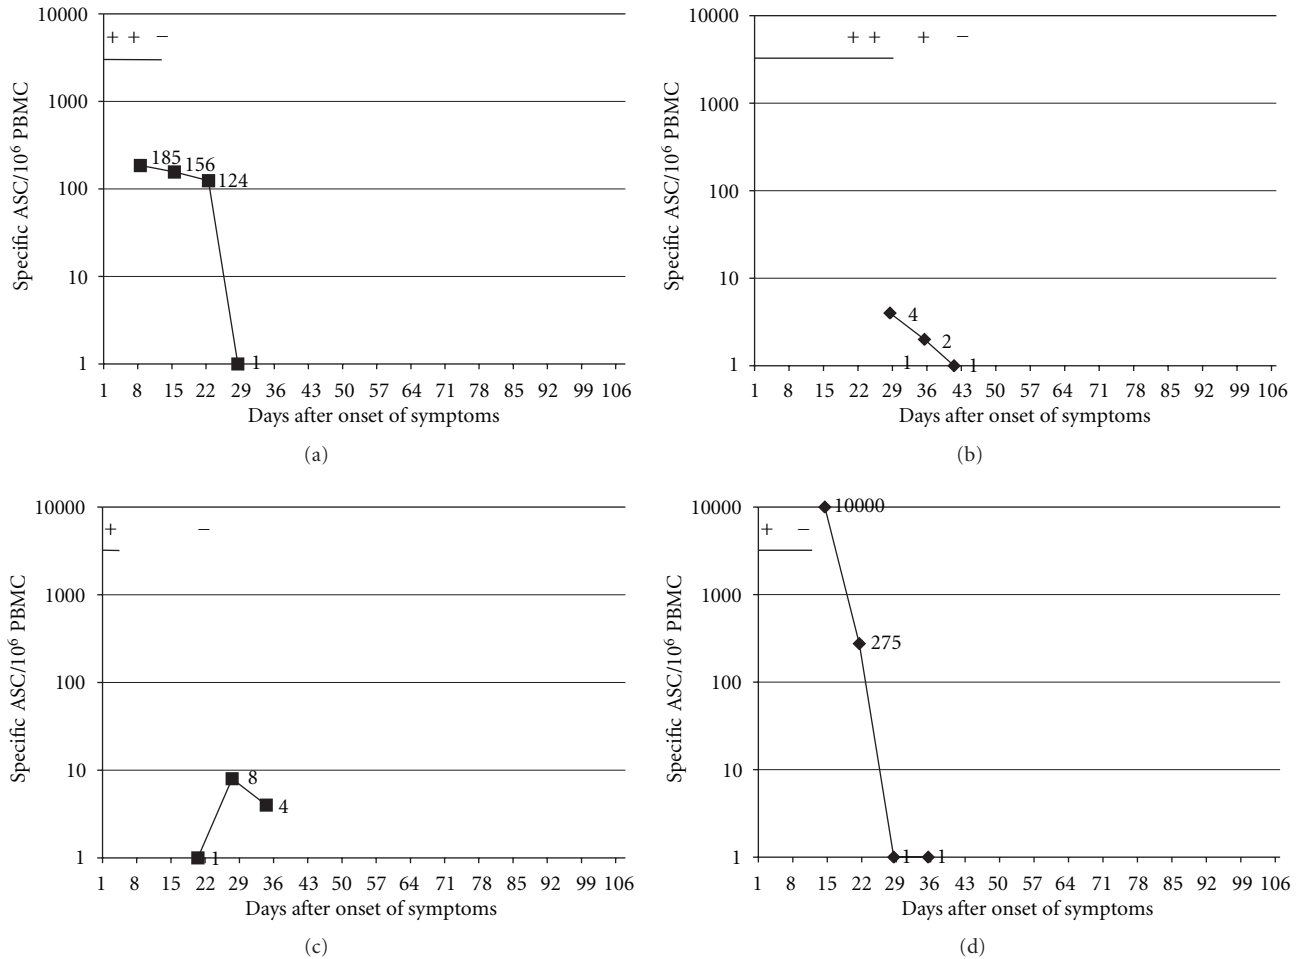 10000
1000
100
10
1
Specific ASC/10⁶ PBMC
+ + −
185
156
124
1
1 8 15 22 29 36 43 50 57 64 71 78 85 92 99 106
Days after onset of symptoms
(a)
10000
1000
100
10
1
Specific ASC/10⁶ PBMC
+ + + −
4
2
1
1
1 8 15 22 29 36 43 50 57 64 71 78 85 92 99 106
Days after onset of symptoms
(b)
10000
1000
100
10
1
Specific ASC/10⁶ PBMC
+ −
8
4
1
1 8 15 22 29 36 43 50 57 64 71 78 85 92 99 106
Days after onset of symptoms
(c)
10000
1000
100
10
1
Specific ASC/10⁶ PBMC
+ −
10000
275
1 1
1 8 15 22 29 36 43 50 57 64 71 78 85 92 99 106
Days after onset of symptoms
(d)